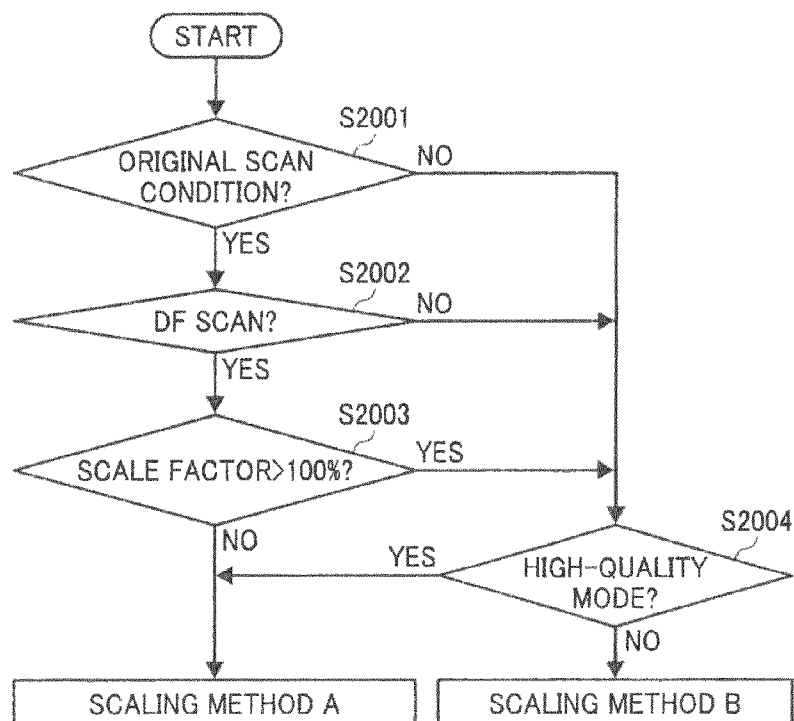 START
S2001
ORIGINAL SCAN
CONDITION?
NO
YES
S2002
DF SCAN?
NO
YES
S2003
SCALE FACTOR>100%?
YES
NO
S2004
HIGH-QUALITY
MODE?
YES
NO
SCALING METHOD A
SCALING METHOD B